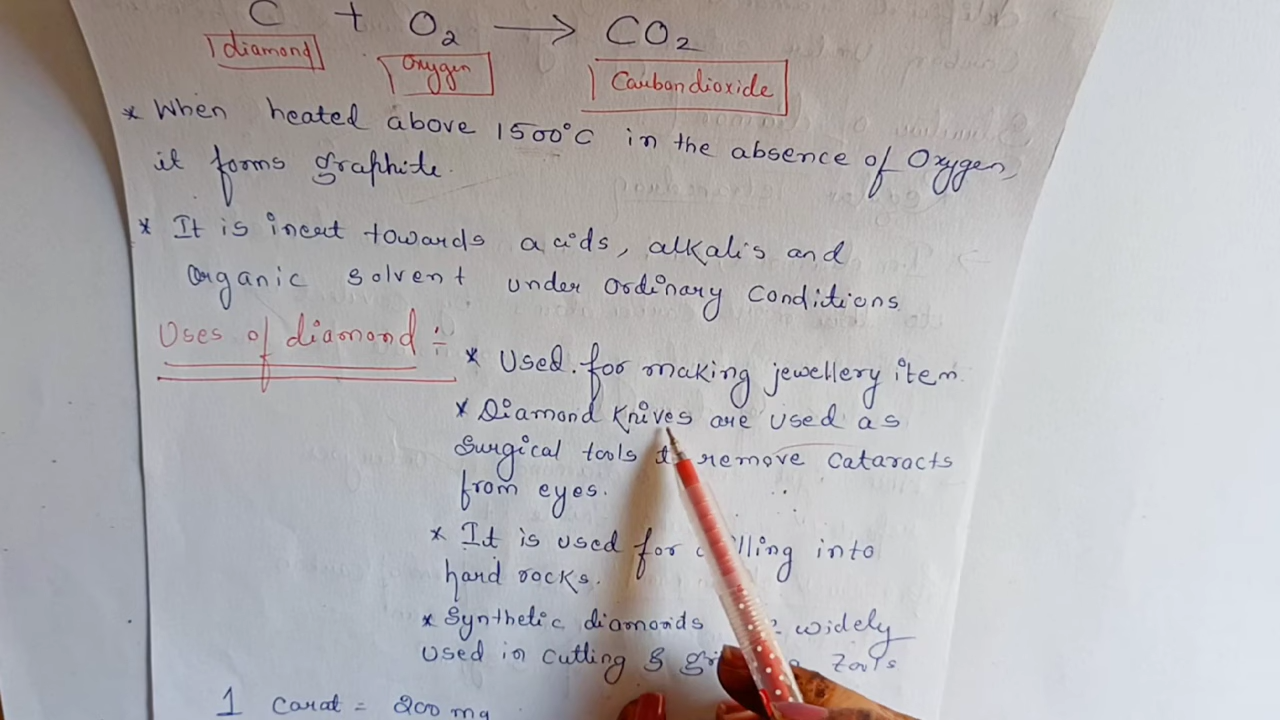 C + O₂ → CO₂
diamond Oxygen Carbondioxide
* When heated above 1500°C in the absence of Oxygen,
it forms graphite.
* It is inert towards acids, alkalis and
organic solvent under ordinary conditions
Uses of diamond :-
* Used for making jewellery item.
* Diamond knives are used as
Surgical tools remove cataracts
from eyes.
* It is used for into
hard rocks.
* Synthetic diamonds widely
used in cutting & tools
1 carat = 200 mg